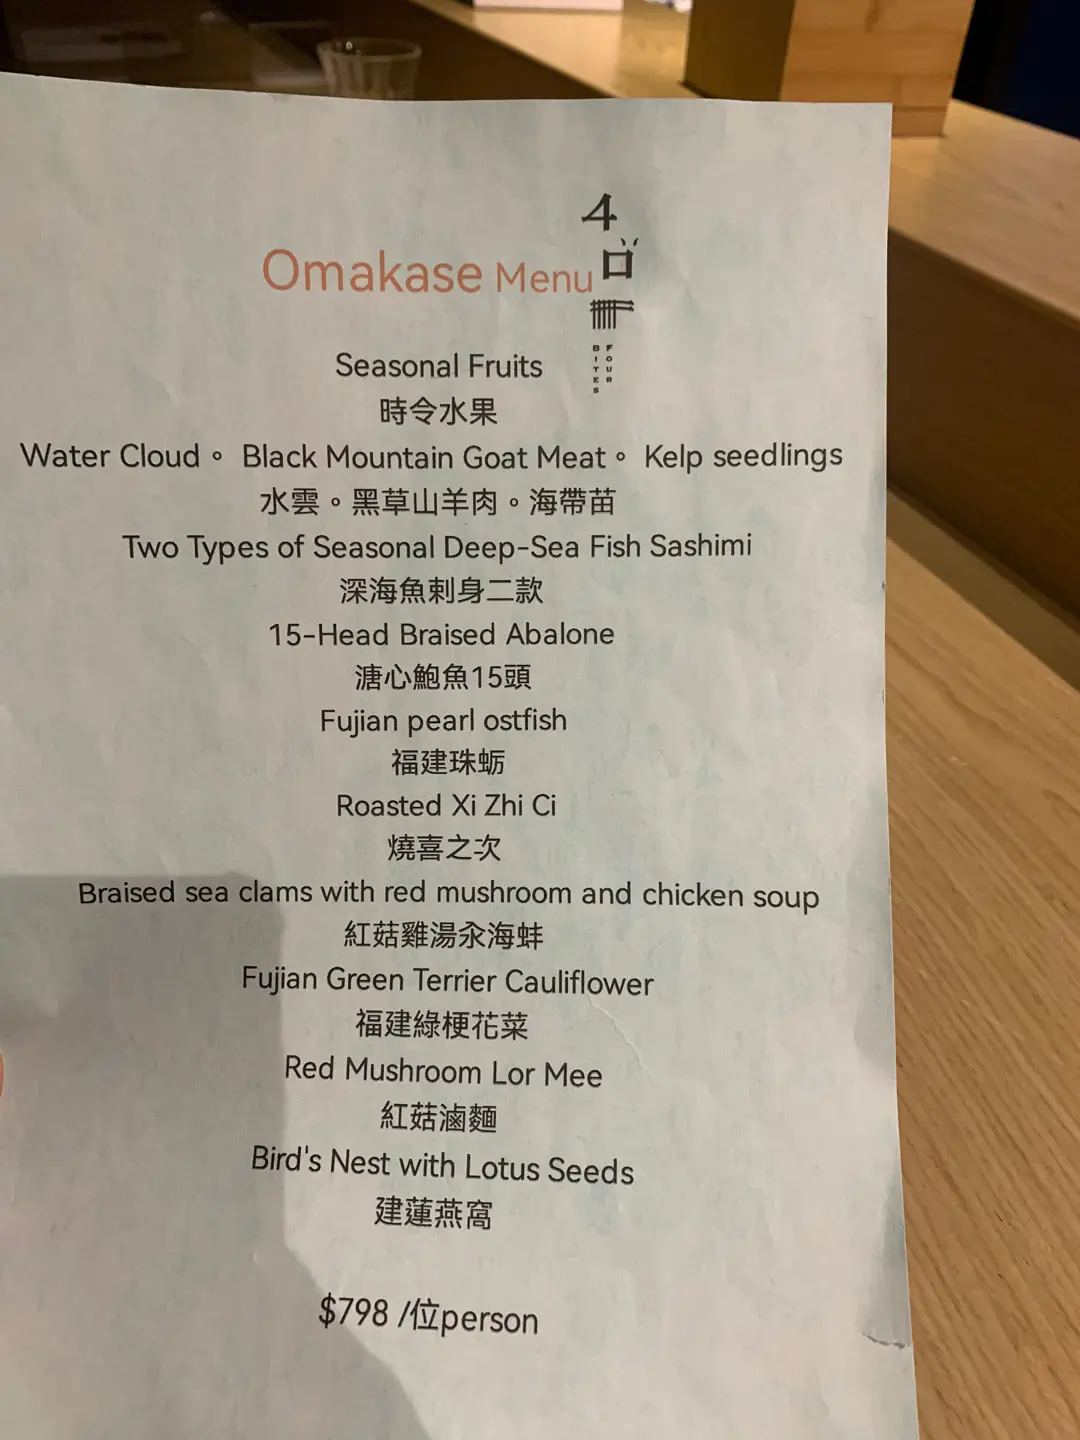 4
口
Omakase Menu
FOUR
BITES
Seasonal Fruits
時令水果
Water Cloud。 Black Mountain Goat Meat。 Kelp seedlings
水雲。黑草山羊肉。海帶苗
Two Types of Seasonal Deep-Sea Fish Sashimi
深海魚刺身二款
15-Head Braised Abalone
溏心鮑魚15頭
Fujian pearl ostfish
福建珠蛎
Roasted Xi Zhi Ci
燒喜之次
Braised sea clams with red mushroom and chicken soup
紅菇雞湯汆海蚌
Fujian Green Terrier Cauliflower
福建綠梗花菜
Red Mushroom Lor Mee
紅菇滷麵
Bird's Nest with Lotus Seeds
建蓮燕窩
$798 /位person